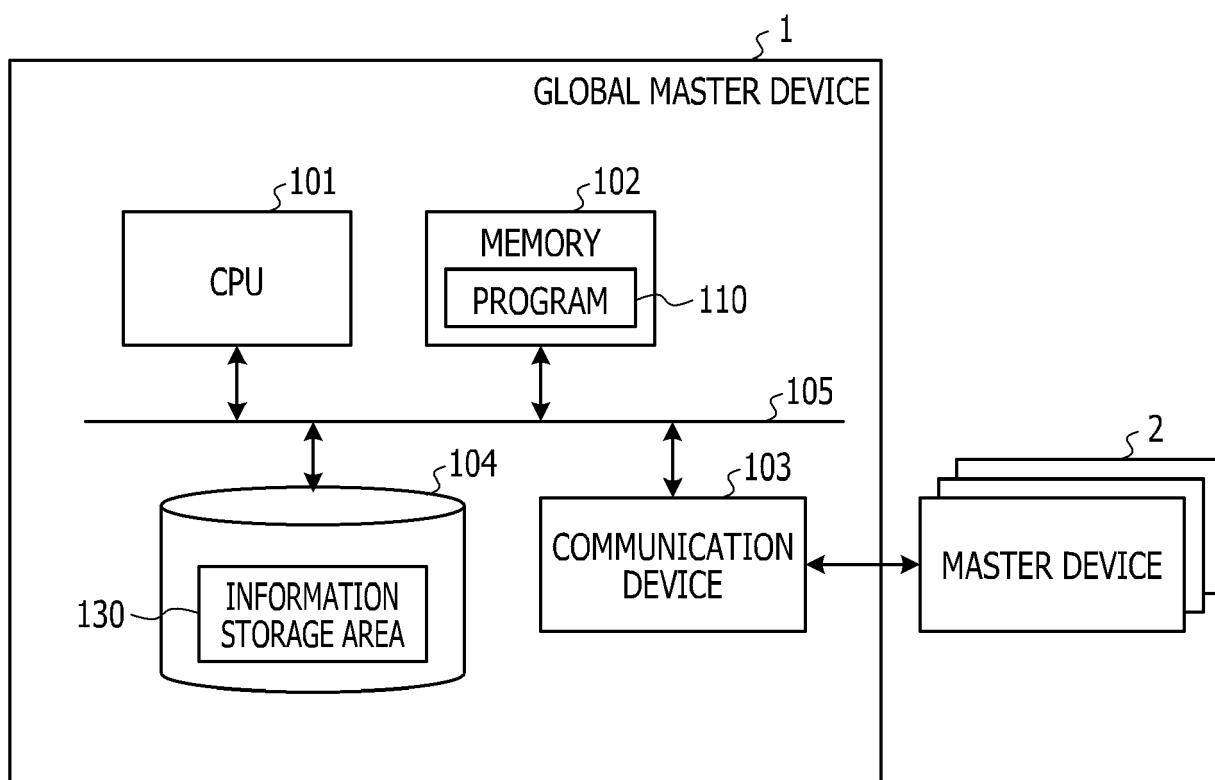 1
GLOBAL MASTER DEVICE
101
102
CPU
MEMORY
PROGRAM
110
105
104
103
2
INFORMATION
STORAGE AREA
130
COMMUNICATION
DEVICE
MASTER DEVICE